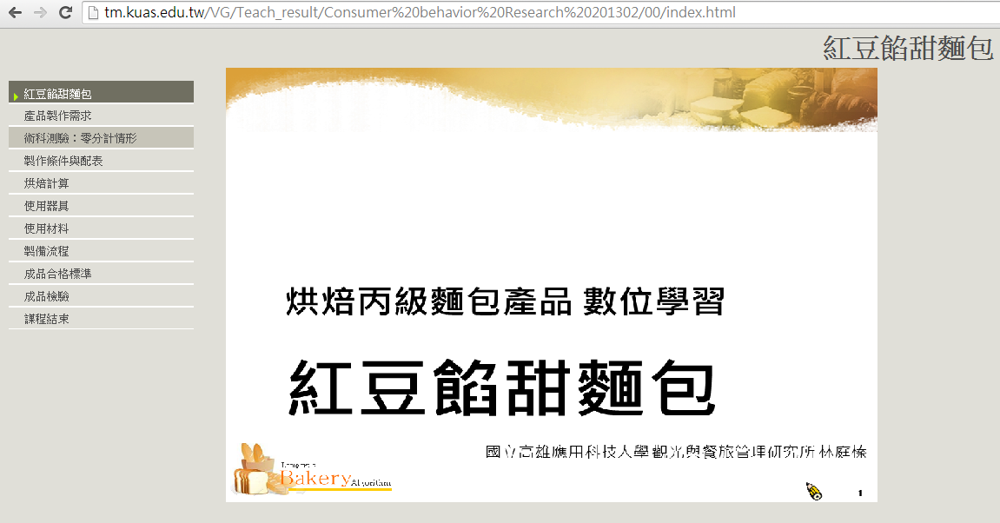 tm.kuas.edu.tw/VG/Teach_result/Consumer%20behavior%20Research%20201302/00/index.html
紅豆餡甜麵包
紅豆餡甜麵包
產品製作需求
術科測驗：零分計情形
製作條件與配表
烘焙計算
使用器具
使用材料
製備流程
成品合格標準
成品檢驗
課程結束
烘焙丙級麵包產品 數位學習
紅豆餡甜麵包
國立高雄應用科技大學 觀光與餐旅管理研究所 林庭榛
Bakery Algorithm
1